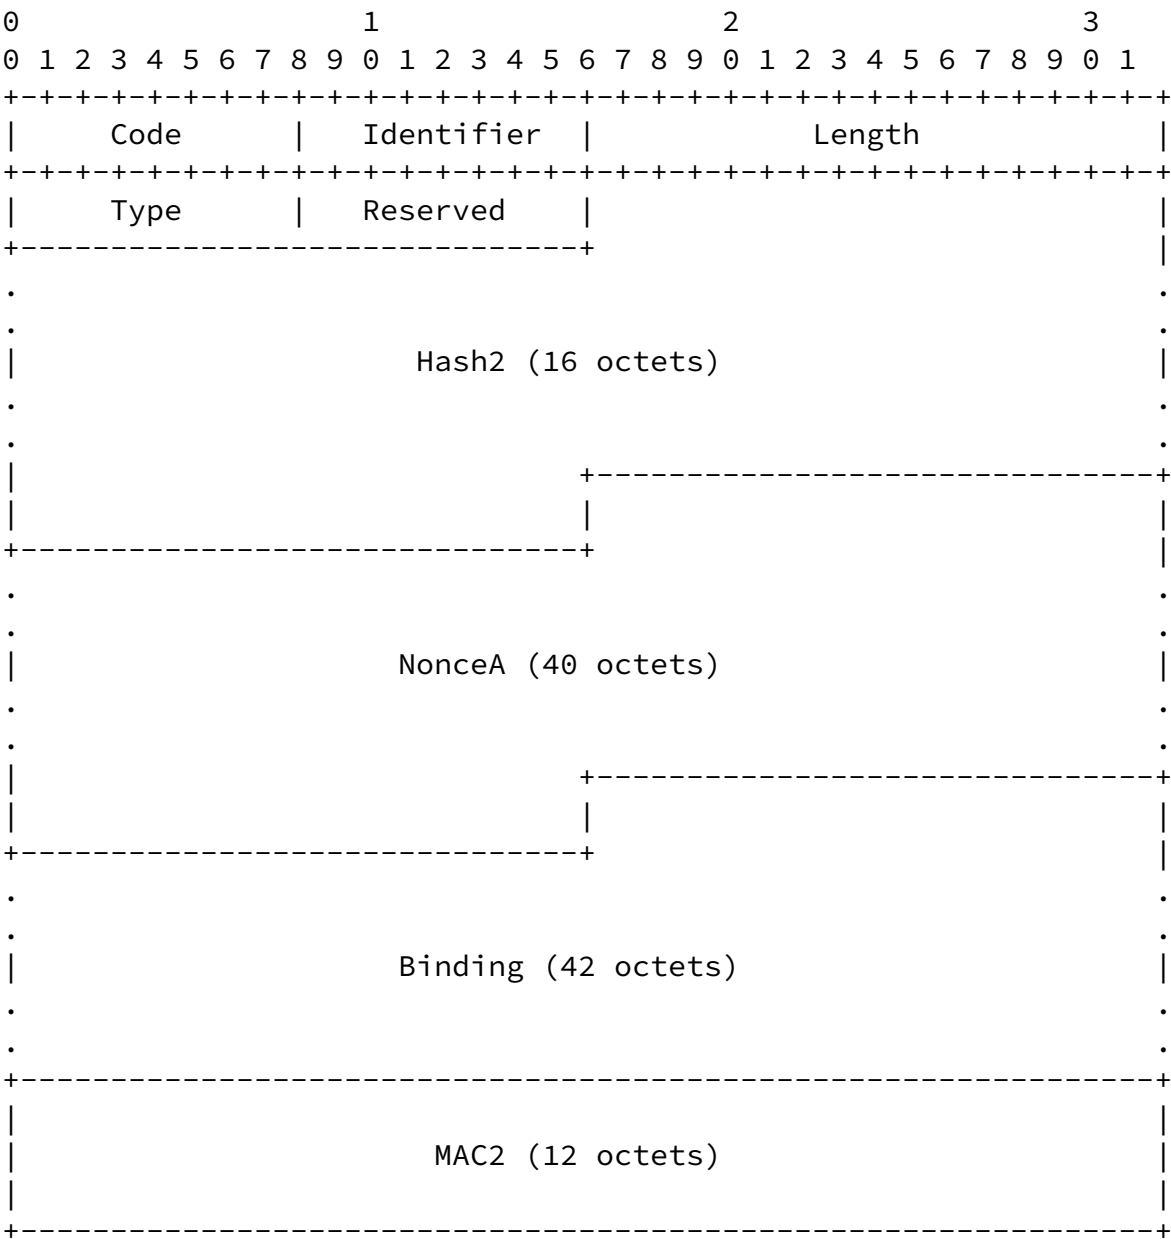 0                   1                   2                   3
0 1 2 3 4 5 6 7 8 9 0 1 2 3 4 5 6 7 8 9 0 1 2 3 4 5 6 7 8 9 0 1
+-+-+-+-+-+-+-+-+-+-+-+-+-+-+-+-+-+-+-+-+-+-+-+-+-+-+-+-+-+-+-+-+
|     Code      |   Identifier  |            Length             |
+-+-+-+-+-+-+-+-+-+-+-+-+-+-+-+-+-+-+-+-+-+-+-+-+-+-+-+-+-+-+-+-+
|     Type      |   Reserved    |                               |
+-------------------------------+                               |
.                                                               .
.                                                               .
|                      Hash2 (16 octets)                        |
.                                                               .
.                                                               .
|                               +-------------------------------+
|                               |                               |
+-------------------------------+                               |
.                                                               .
.                                                               .
|                     NonceA (40 octets)                        |
.                                                               .
.                                                               .
|                               +-------------------------------+
|                               |                               |
+-------------------------------+                               |
.                                                               .
.                                                               .
|                     Binding (42 octets)                       |
.                                                               .
.                                                               .
+---------------------------------------------------------------+
|                                                               |
|                       MAC2 (12 octets)                        |
|                                                               |
+---------------------------------------------------------------+